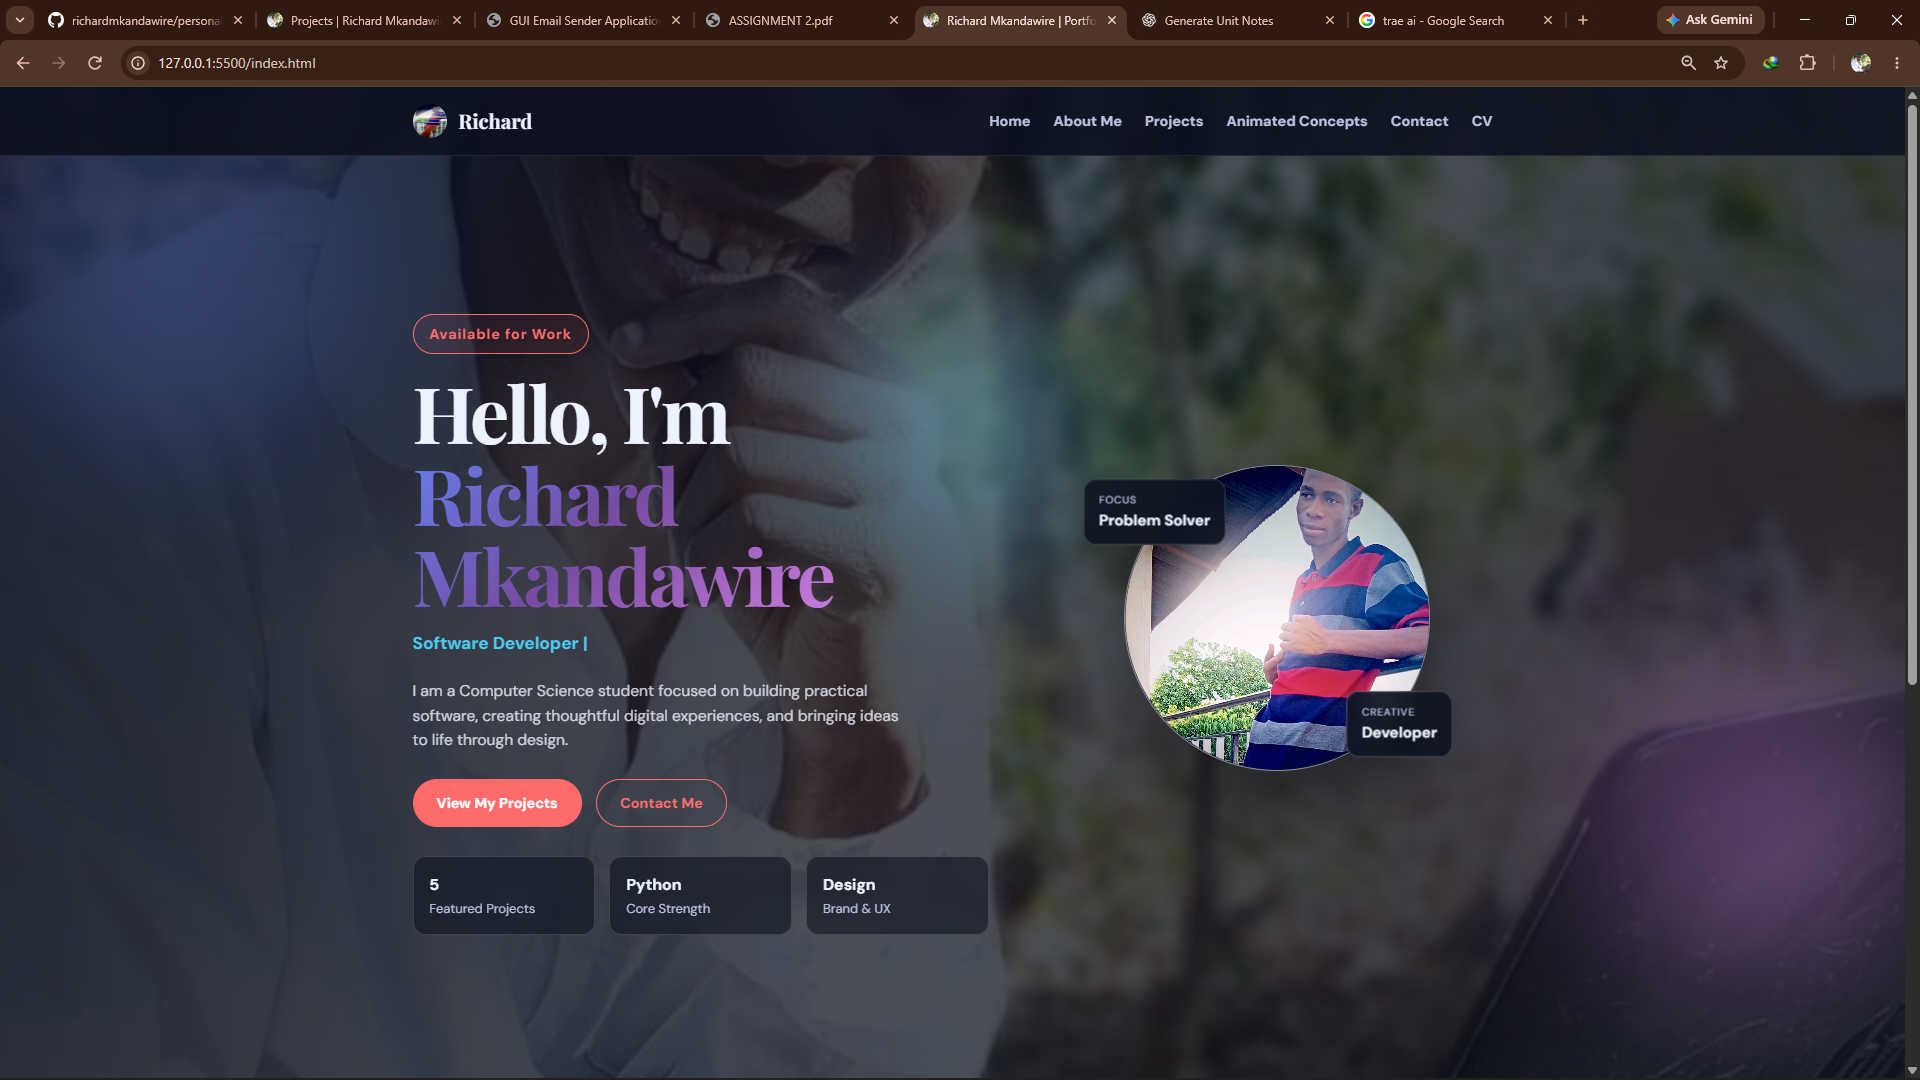 richardmkandawire/persona
Projects | Richard Mkandawi
GUI Email Sender Applicatio
ASSIGNMENT 2.pdf
Richard Mkandawire | Portfo
Generate Unit Notes
trae ai - Google Search
Ask Gemini
127.0.0.1:5500/index.html
Richard
Home
About Me
Projects
Animated Concepts
Contact
CV
Available for Work
Hello, I'm
Richard
Mkandawire
Software Developer |
I am a Computer Science student focused on building practical
software, creating thoughtful digital experiences, and bringing ideas
to life through design.
View My Projects
Contact Me
5
Featured Projects
Python
Core Strength
Design
Brand & UX
FOCUS
Problem Solver
CREATIVE
Developer